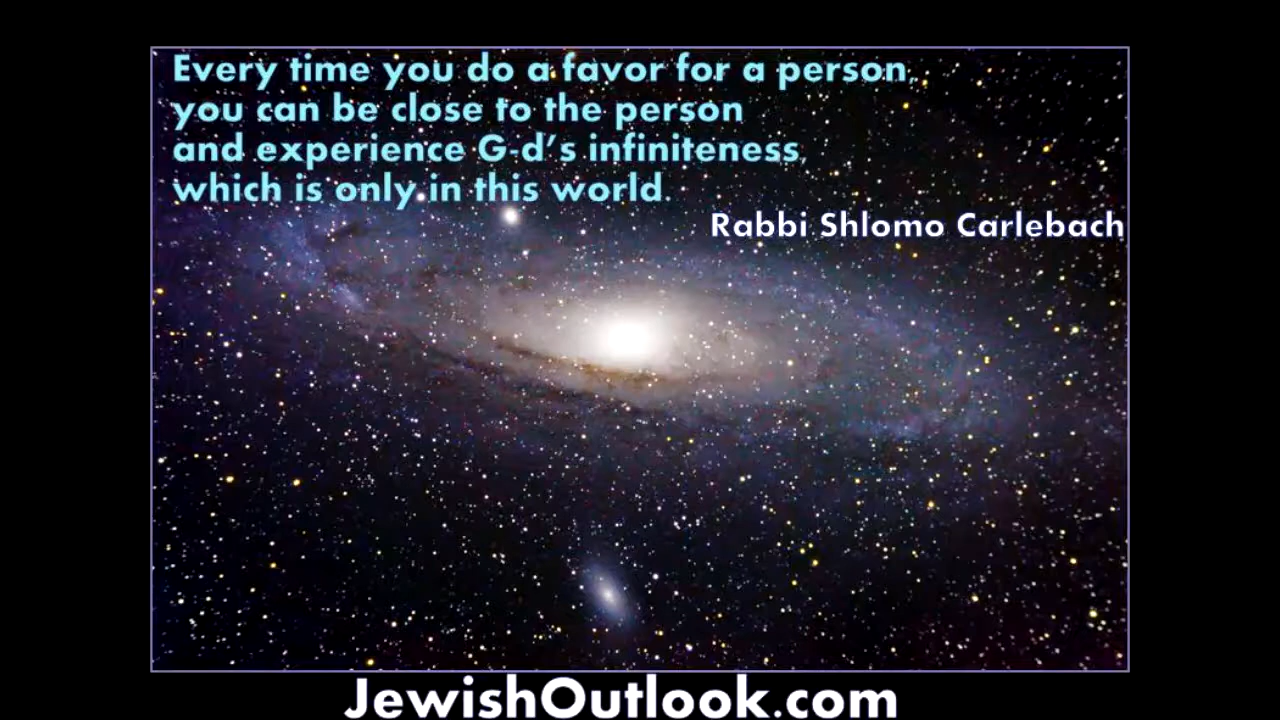 Every time you do a favor for a person,
you can be close to the person
and experience G-d's infiniteness,
which is only in this world.
Rabbi Shlomo Carlebach
JewishOutlook.com